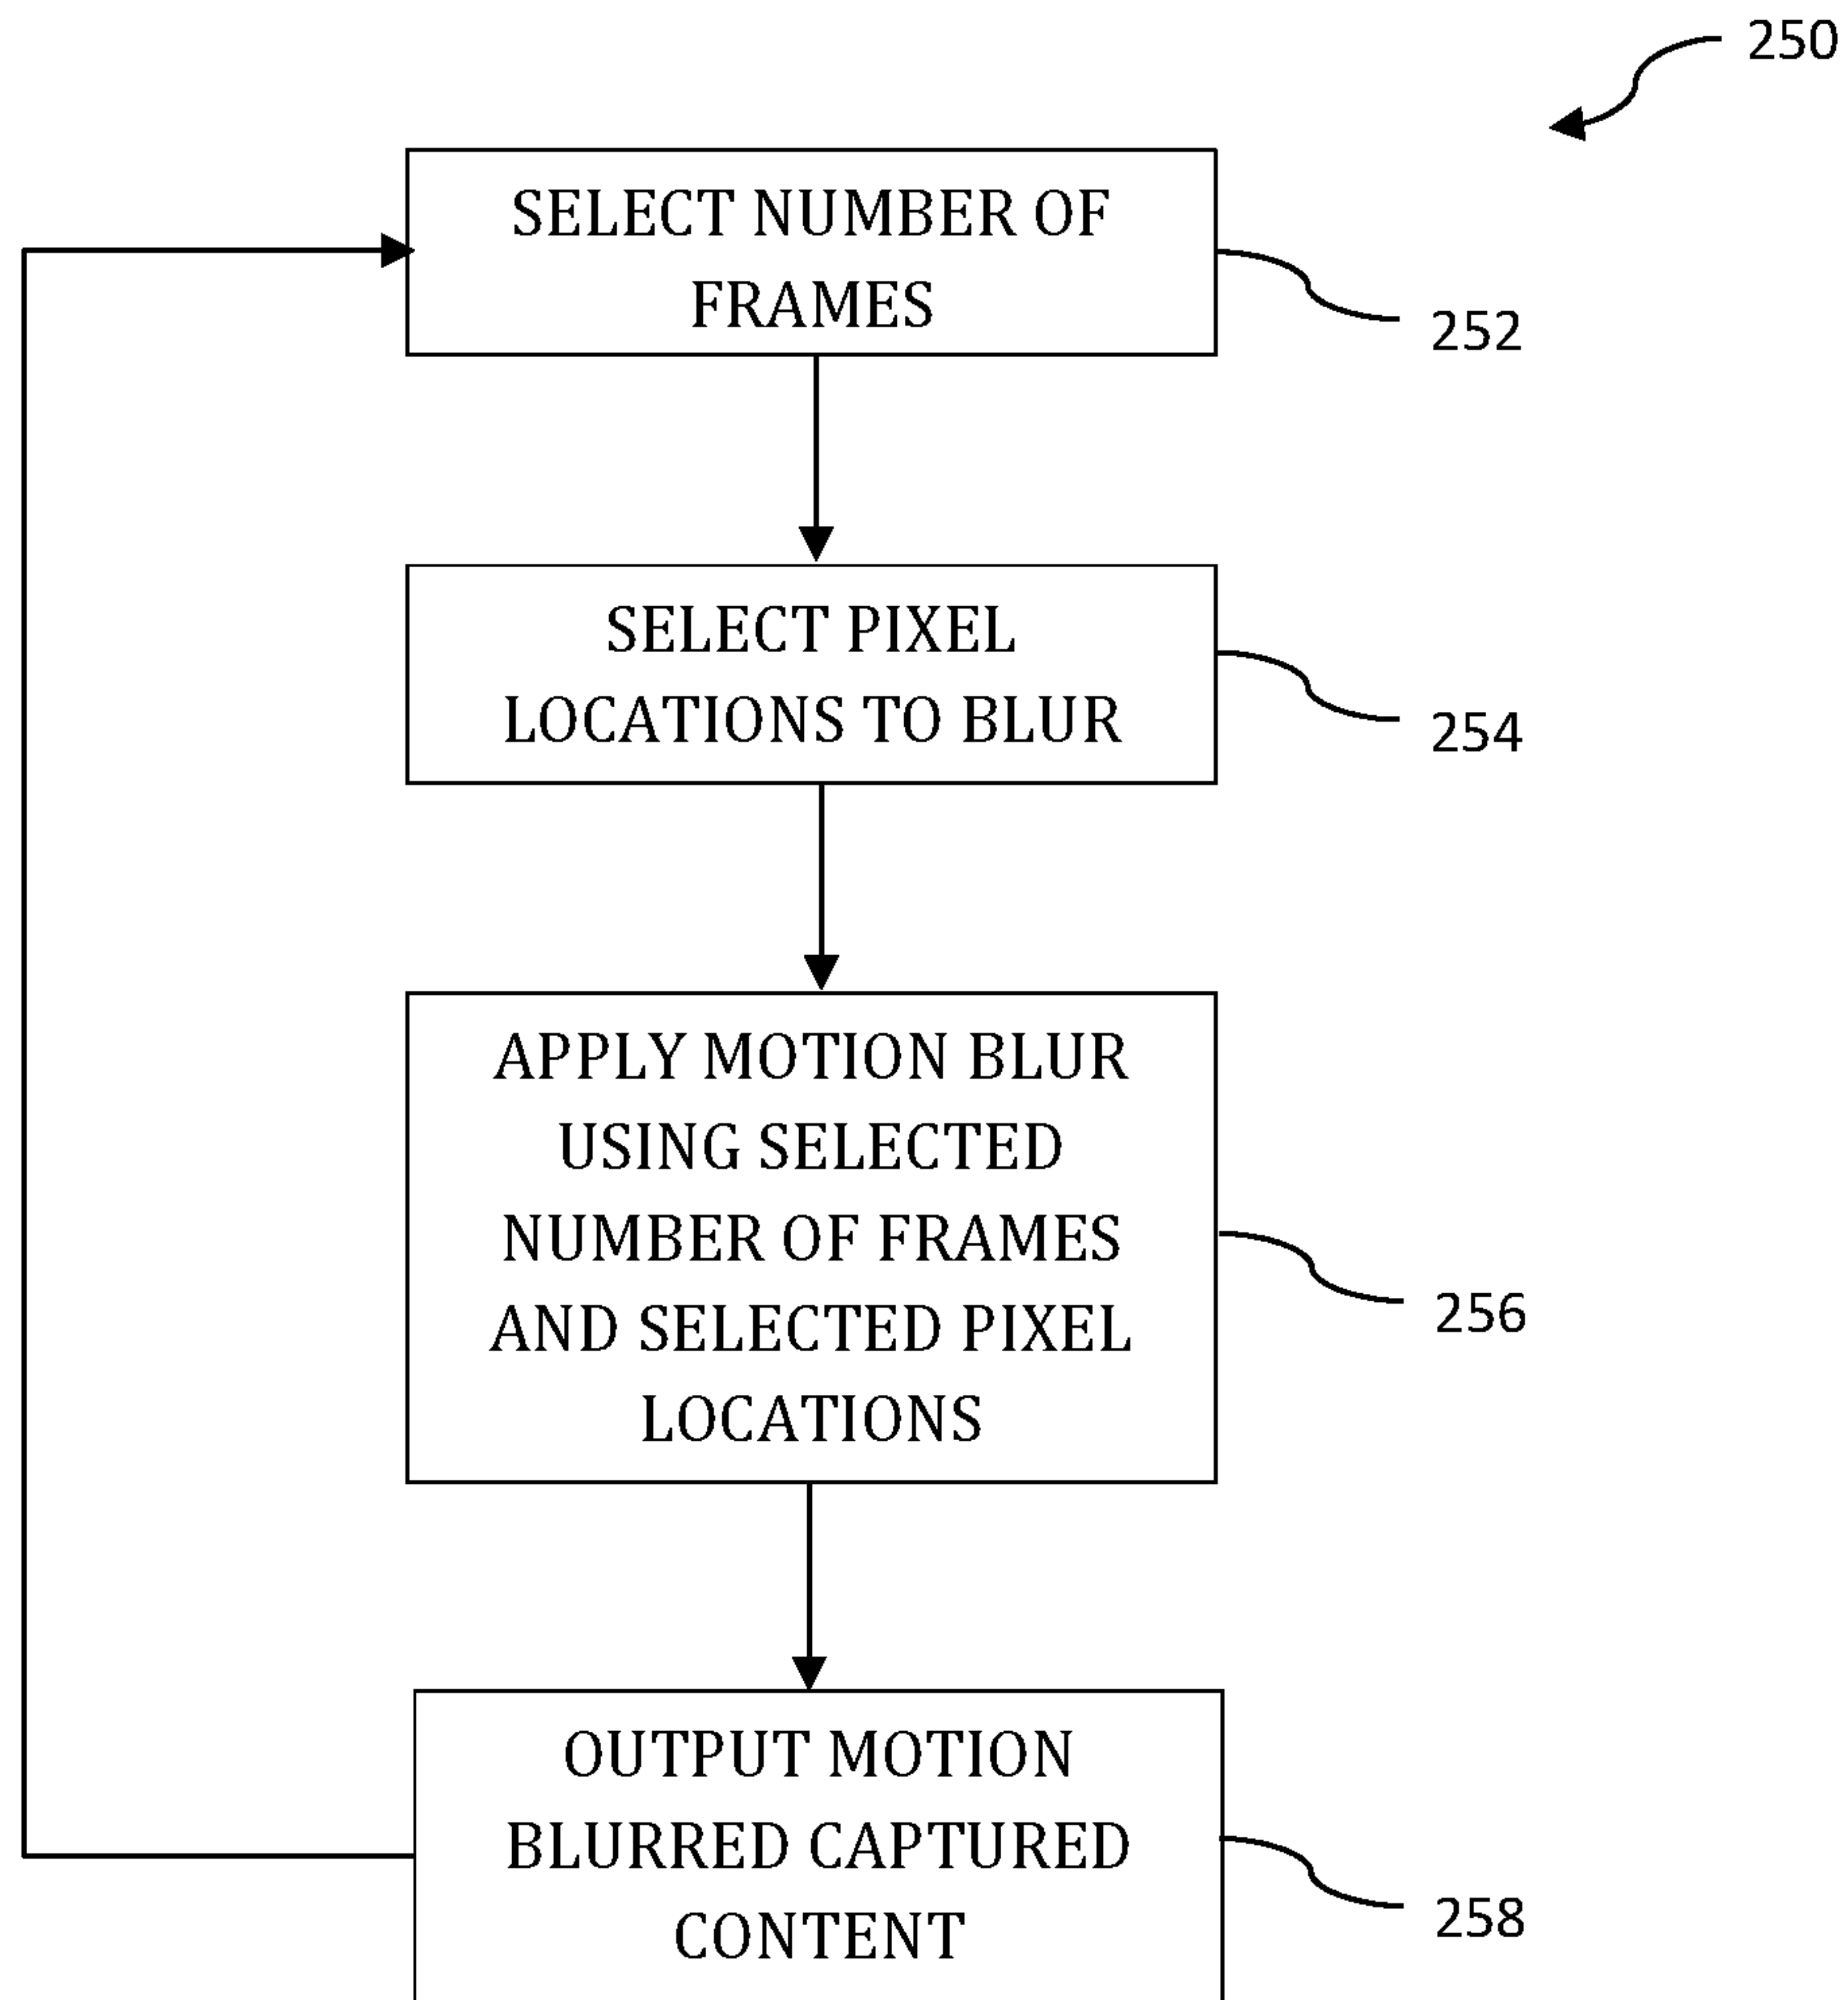 250
SELECT NUMBER OF
FRAMES
252
SELECT PIXEL
LOCATIONS TO BLUR
254
APPLY MOTION BLUR
USING SELECTED
NUMBER OF FRAMES
AND SELECTED PIXEL
LOCATIONS
256
OUTPUT MOTION
BLURRED CAPTURED
CONTENT
258